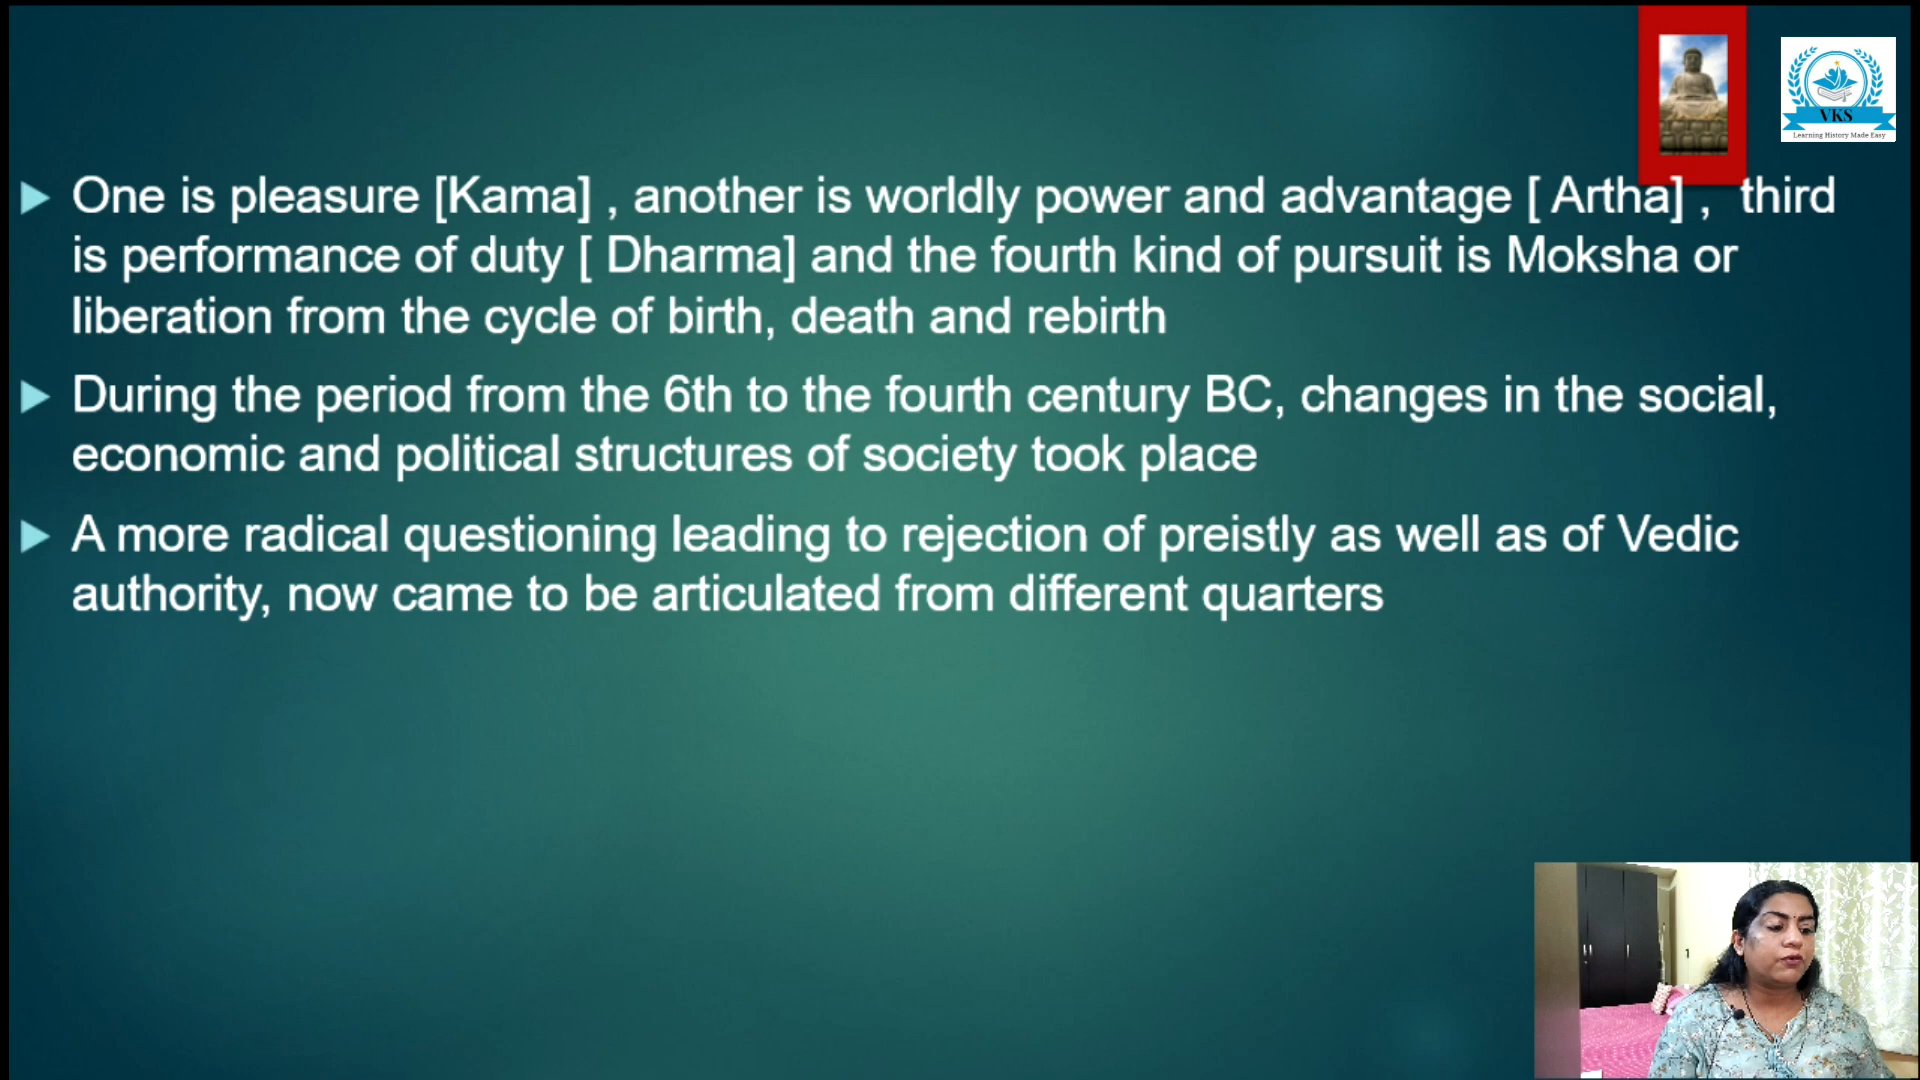 VKS
Learning History Made Easy
One is pleasure [Kama] , another is worldly power and advantage [ Artha] , third
is performance of duty [ Dharma] and the fourth kind of pursuit is Moksha or
liberation from the cycle of birth, death and rebirth
During the period from the 6th to the fourth century BC, changes in the social,
economic and political structures of society took place
A more radical questioning leading to rejection of preistly as well as of Vedic
authority, now came to be articulated from different quarters